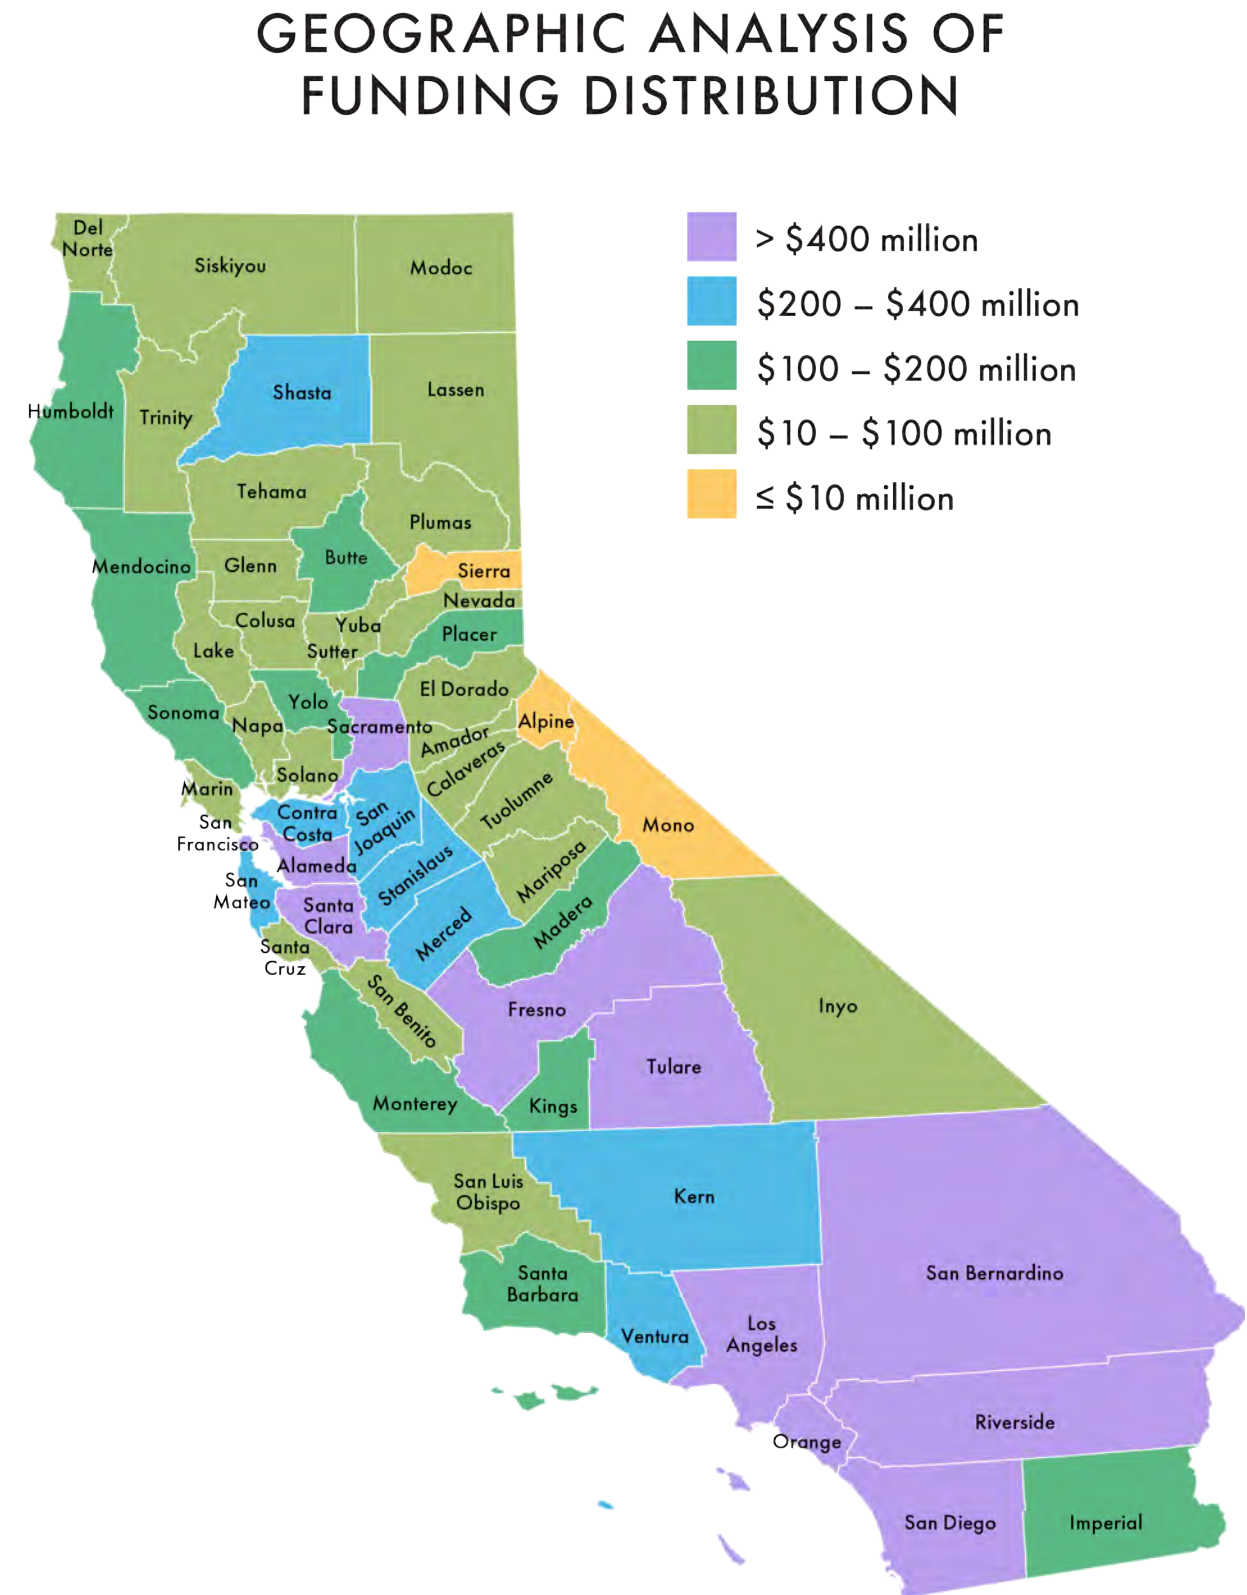 GEOGRAPHIC ANALYSIS OF
FUNDING DISTRIBUTION
> $400 million
$200 – $400 million
$100 – $200 million
$10 – $100 million
≤ $10 million
Del
Norte
Siskiyou
Modoc
Humboldt
Trinity
Shasta
Lassen
Tehama
Plumas
Mendocino
Glenn
Butte
Sierra
Nevada
Colusa
Yuba
Placer
Lake
Sutter
El Dorado
Sonoma
Napa
Yolo
Sacramento
Alpine
Amador
Calaveras
Solano
Marin
Tuolumne
San
Francisco
Contra
Costa
San
Joaquin
Mono
Alameda
Stanislaus
Mariposa
San
Mateo
Santa
Clara
Merced
Madera
Santa
Cruz
San Benito
Fresno
Inyo
Tulare
Monterey
Kings
San Luis
Obispo
Kern
Santa
Barbara
San Bernardino
Ventura
Los
Angeles
Orange
Riverside
San Diego
Imperial